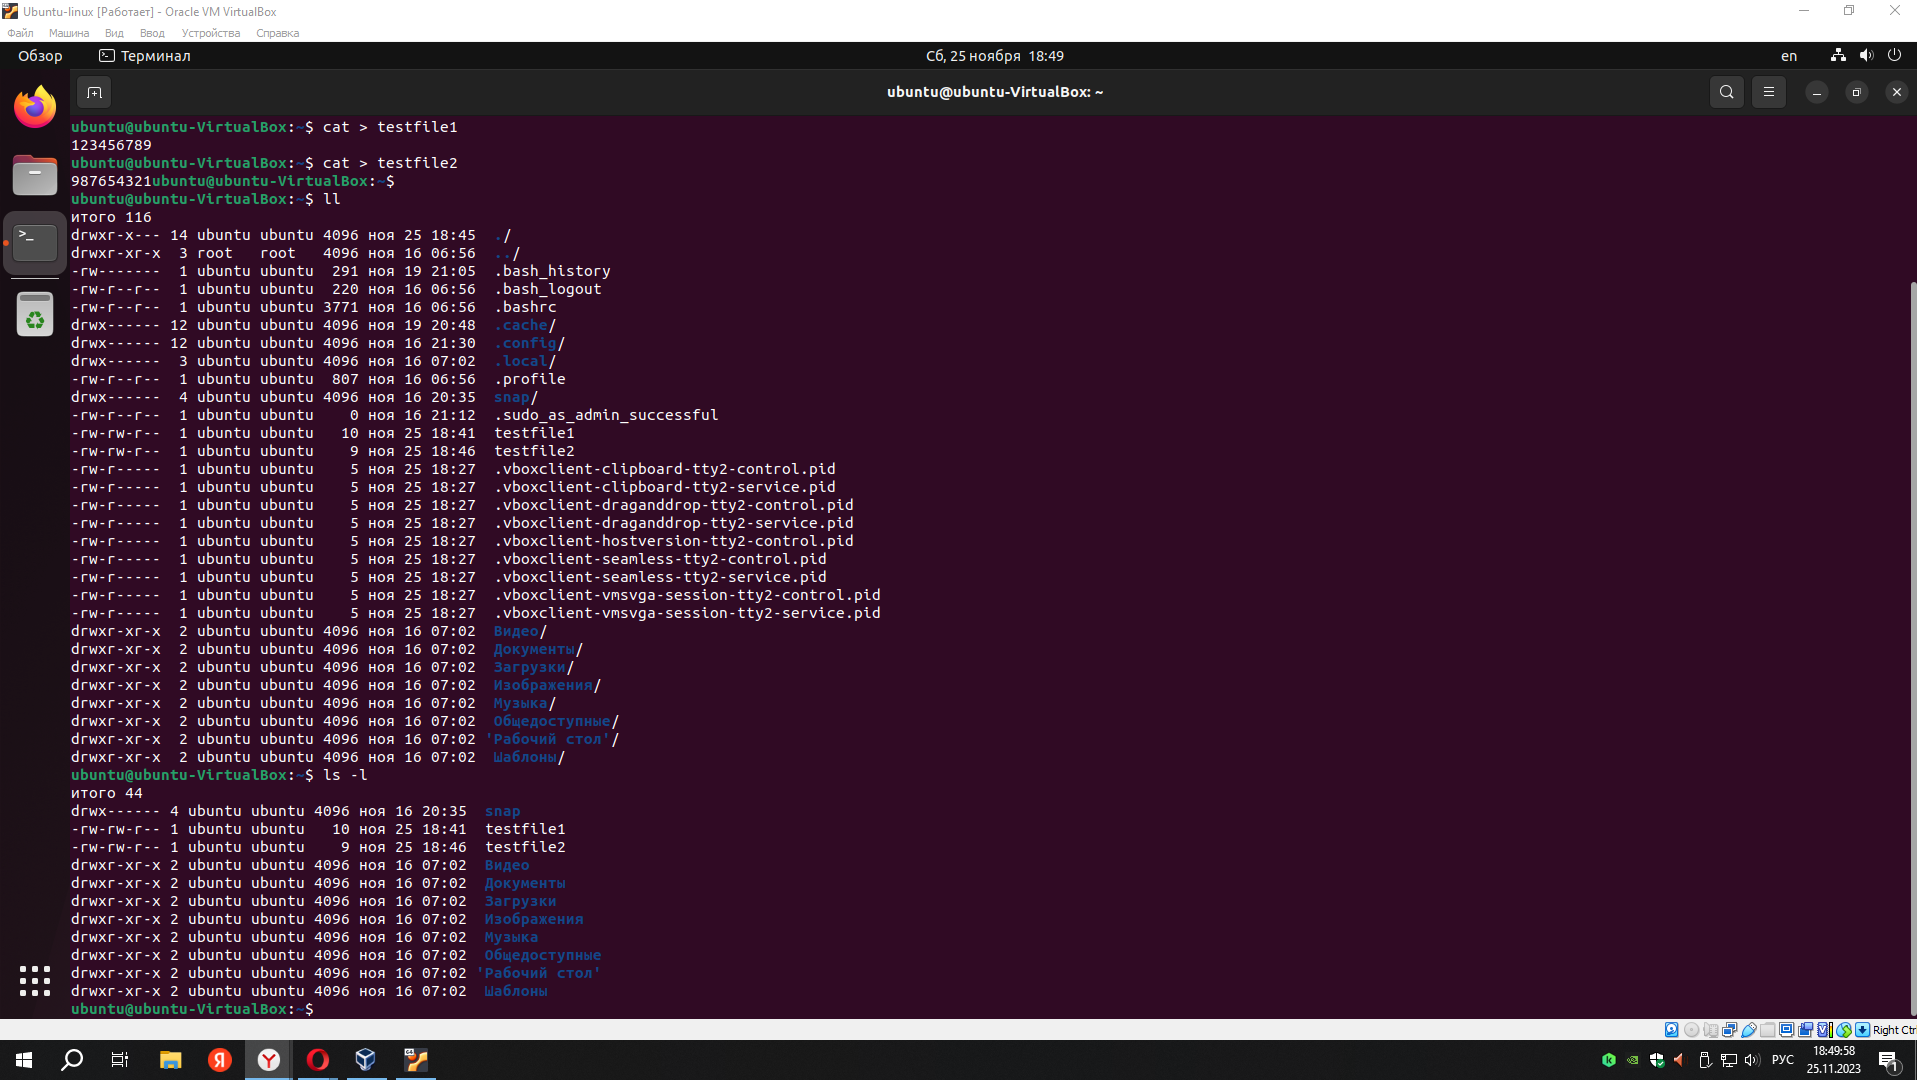 Ubuntu-linux [Работает] - Oracle VM VirtualBox
Файл Машина Вид Ввод Устройства Справка
Обзор Терминал Сб, 25 ноября 18:49 en
ubuntu@ubuntu-VirtualBox: ~
ubuntu@ubuntu-VirtualBox:~$ cat > testfile1
123456789
ubuntu@ubuntu-VirtualBox:~$ cat > testfile2
987654321ubuntu@ubuntu-VirtualBox:~$
ubuntu@ubuntu-VirtualBox:~$ ll
итого 116
drwxr-x--- 14 ubuntu ubuntu 4096 ноя 25 18:45 ./
drwxr-xr-x 3 root root 4096 ноя 16 06:56 ../
-rw------- 1 ubuntu ubuntu 291 ноя 19 21:05 .bash_history
-rw-r--r-- 1 ubuntu ubuntu 220 ноя 16 06:56 .bash_logout
-rw-r--r-- 1 ubuntu ubuntu 3771 ноя 16 06:56 .bashrc
drwx------ 12 ubuntu ubuntu 4096 ноя 19 20:48 .cache/
drwx------ 12 ubuntu ubuntu 4096 ноя 16 21:30 .config/
drwx------ 3 ubuntu ubuntu 4096 ноя 16 07:02 .local/
-rw-r--r-- 1 ubuntu ubuntu 807 ноя 16 06:56 .profile
drwx------ 4 ubuntu ubuntu 4096 ноя 16 20:35 snap/
-rw-r--r-- 1 ubuntu ubuntu 0 ноя 16 21:12 .sudo_as_admin_successful
-rw-rw-r-- 1 ubuntu ubuntu 10 ноя 25 18:41 testfile1
-rw-rw-r-- 1 ubuntu ubuntu 9 ноя 25 18:46 testfile2
-rw-r----- 1 ubuntu ubuntu 5 ноя 25 18:27 .vboxclient-clipboard-tty2-control.pid
-rw-r----- 1 ubuntu ubuntu 5 ноя 25 18:27 .vboxclient-clipboard-tty2-service.pid
-rw-r----- 1 ubuntu ubuntu 5 ноя 25 18:27 .vboxclient-draganddrop-tty2-control.pid
-rw-r----- 1 ubuntu ubuntu 5 ноя 25 18:27 .vboxclient-draganddrop-tty2-service.pid
-rw-r----- 1 ubuntu ubuntu 5 ноя 25 18:27 .vboxclient-hostversion-tty2-control.pid
-rw-r----- 1 ubuntu ubuntu 5 ноя 25 18:27 .vboxclient-seamless-tty2-control.pid
-rw-r----- 1 ubuntu ubuntu 5 ноя 25 18:27 .vboxclient-seamless-tty2-service.pid
-rw-r----- 1 ubuntu ubuntu 5 ноя 25 18:27 .vboxclient-vmsvga-session-tty2-control.pid
-rw-r----- 1 ubuntu ubuntu 5 ноя 25 18:27 .vboxclient-vmsvga-session-tty2-service.pid
drwxr-xr-x 2 ubuntu ubuntu 4096 ноя 16 07:02 Видео/
drwxr-xr-x 2 ubuntu ubuntu 4096 ноя 16 07:02 Документы/
drwxr-xr-x 2 ubuntu ubuntu 4096 ноя 16 07:02 Загрузки/
drwxr-xr-x 2 ubuntu ubuntu 4096 ноя 16 07:02 Изображения/
drwxr-xr-x 2 ubuntu ubuntu 4096 ноя 16 07:02 Музыка/
drwxr-xr-x 2 ubuntu ubuntu 4096 ноя 16 07:02 Общедоступные/
drwxr-xr-x 2 ubuntu ubuntu 4096 ноя 16 07:02 'Рабочий стол'/
drwxr-xr-x 2 ubuntu ubuntu 4096 ноя 16 07:02 Шаблоны/
ubuntu@ubuntu-VirtualBox:~$ ls -l
итого 44
drwx------ 4 ubuntu ubuntu 4096 ноя 16 20:35 snap
-rw-rw-r-- 1 ubuntu ubuntu 10 ноя 25 18:41 testfile1
-rw-rw-r-- 1 ubuntu ubuntu 9 ноя 25 18:46 testfile2
drwxr-xr-x 2 ubuntu ubuntu 4096 ноя 16 07:02 Видео
drwxr-xr-x 2 ubuntu ubuntu 4096 ноя 16 07:02 Документы
drwxr-xr-x 2 ubuntu ubuntu 4096 ноя 16 07:02 Загрузки
drwxr-xr-x 2 ubuntu ubuntu 4096 ноя 16 07:02 Изображения
drwxr-xr-x 2 ubuntu ubuntu 4096 ноя 16 07:02 Музыка
drwxr-xr-x 2 ubuntu ubuntu 4096 ноя 16 07:02 Общедоступные
drwxr-xr-x 2 ubuntu ubuntu 4096 ноя 16 07:02 'Рабочий стол'
drwxr-xr-x 2 ubuntu ubuntu 4096 ноя 16 07:02 Шаблоны
ubuntu@ubuntu-VirtualBox:~$
Right Ctrl
РУС 18:49:58
25.11.2023
1